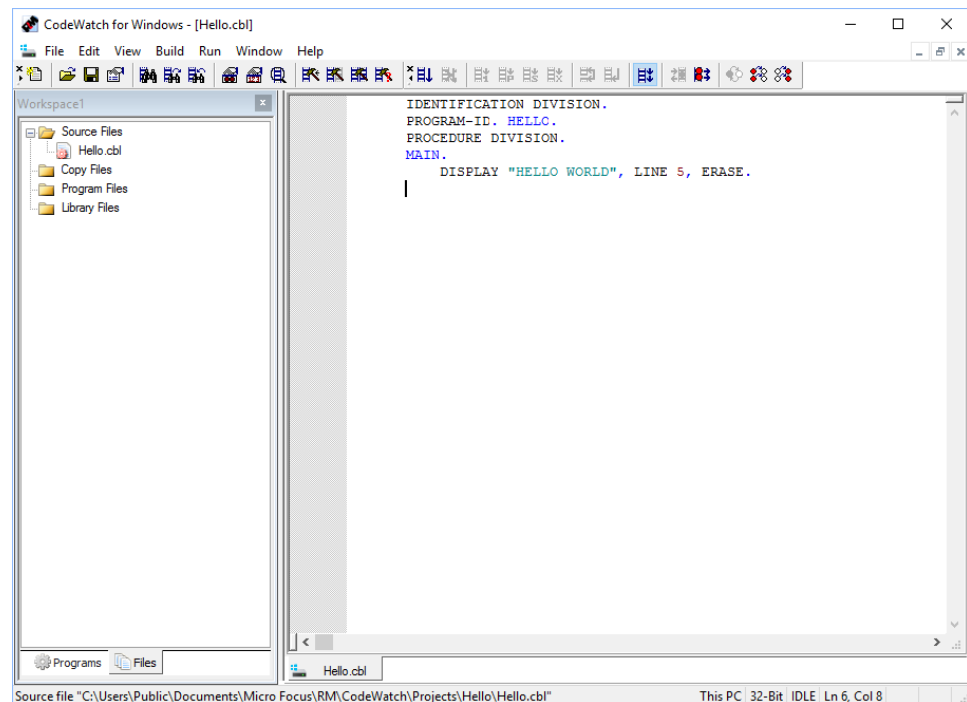 CodeWatch for Windows - [Hello.cbl]
File Edit View Build Run Window Help
Workspace1
Source Files
Hello.cbl
Copy Files
Program Files
Library Files
IDENTIFICATION DIVISION.
PROGRAM-ID. HELLO.
PROCEDURE DIVISION.
MAIN.
DISPLAY "HELLO WORLD", LINE 5, ERASE.
Programs Files
Hello.cbl
Source file "C:\Users\Public\Documents\Micro Focus\RM\CodeWatch\Projects\Hello\Hello.cbl" This PC 32-Bit IDLE Ln 6, Col 8